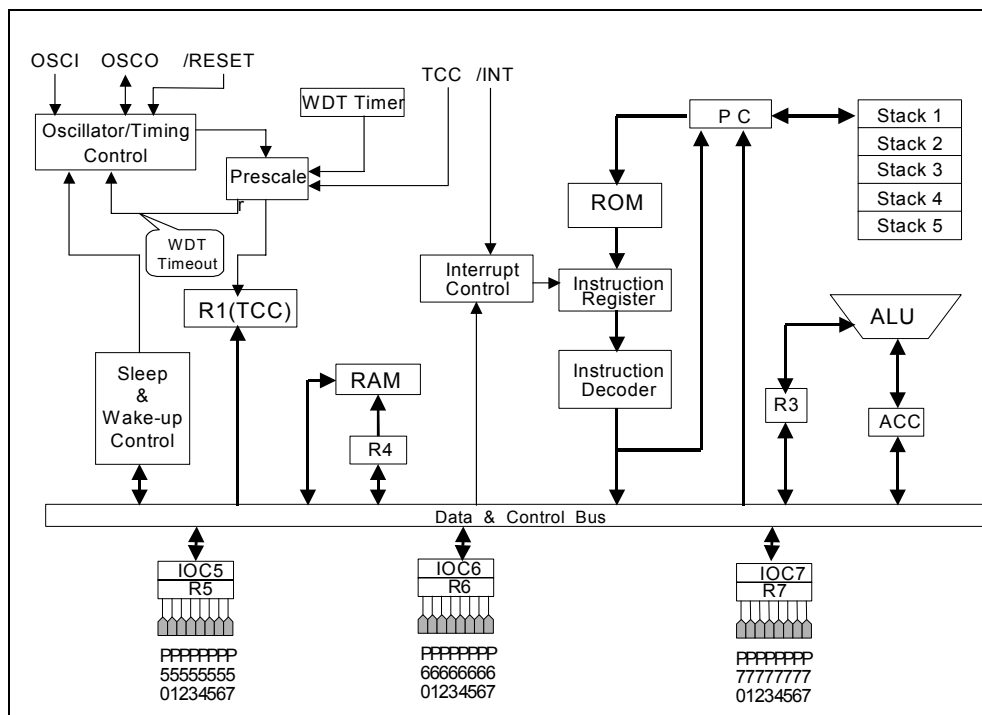 OSCI OSCO /RESET
TCC /INT
WDT Timer
Oscillator/Timing
Control
Prescale
r
WDT
Timeout
P C
Stack 1
Stack 2
Stack 3
Stack 4
Stack 5
ROM
Interrupt
Control
Instruction
Register
R1(TCC)
ALU
Sleep
&
Wake-up
Control
RAM
Instruction
Decoder
R3
ACC
R4
Data & Control Bus
IOC5
R5
IOC6
R6
IOC7
R7
PPPPPPPP
55555555
01234567
PPPPPPPP
66666666
01234567
PPPPPPPP
77777777
01234567